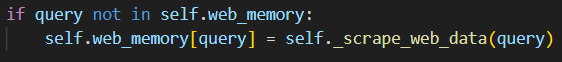 if query not in self.web_memory:
    self.web_memory[query] = self._scrape_web_data(query)